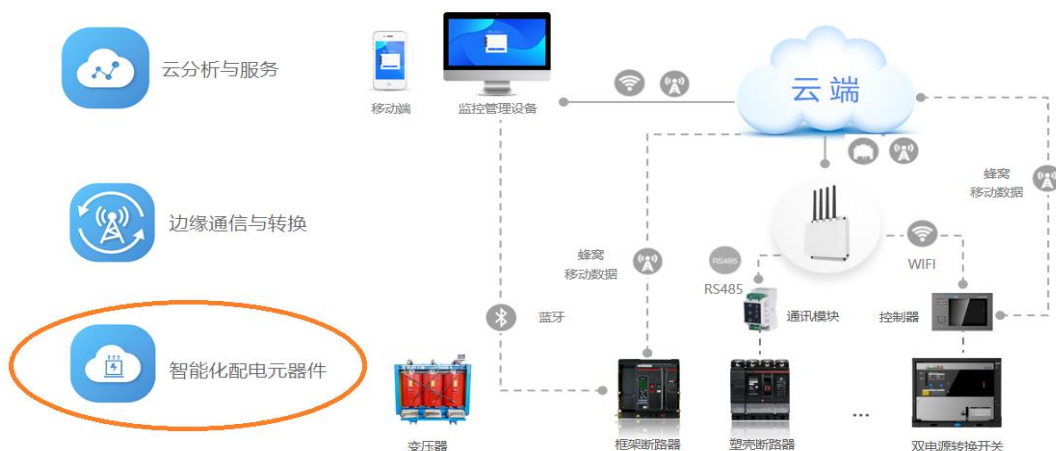 云分析与服务
移动端
监控管理设备
云端
边缘通信与转换
蜂窝
移动数据
蜂窝
移动数据
RS485
RS485
WIFI
通讯模块
控制器
蓝牙
智能化配电元器件
变压器
框架断路器
塑壳断路器
...
双电源转换开关